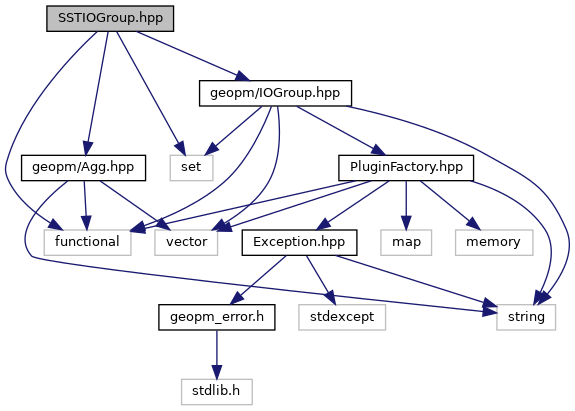 SSTIOGroup.hpp
geopm/IOGroup.hpp
geopm/Agg.hpp
set
PluginFactory.hpp
functional
vector
Exception.hpp
map
memory
geopm_error.h
stdexcept
string
stdlib.h